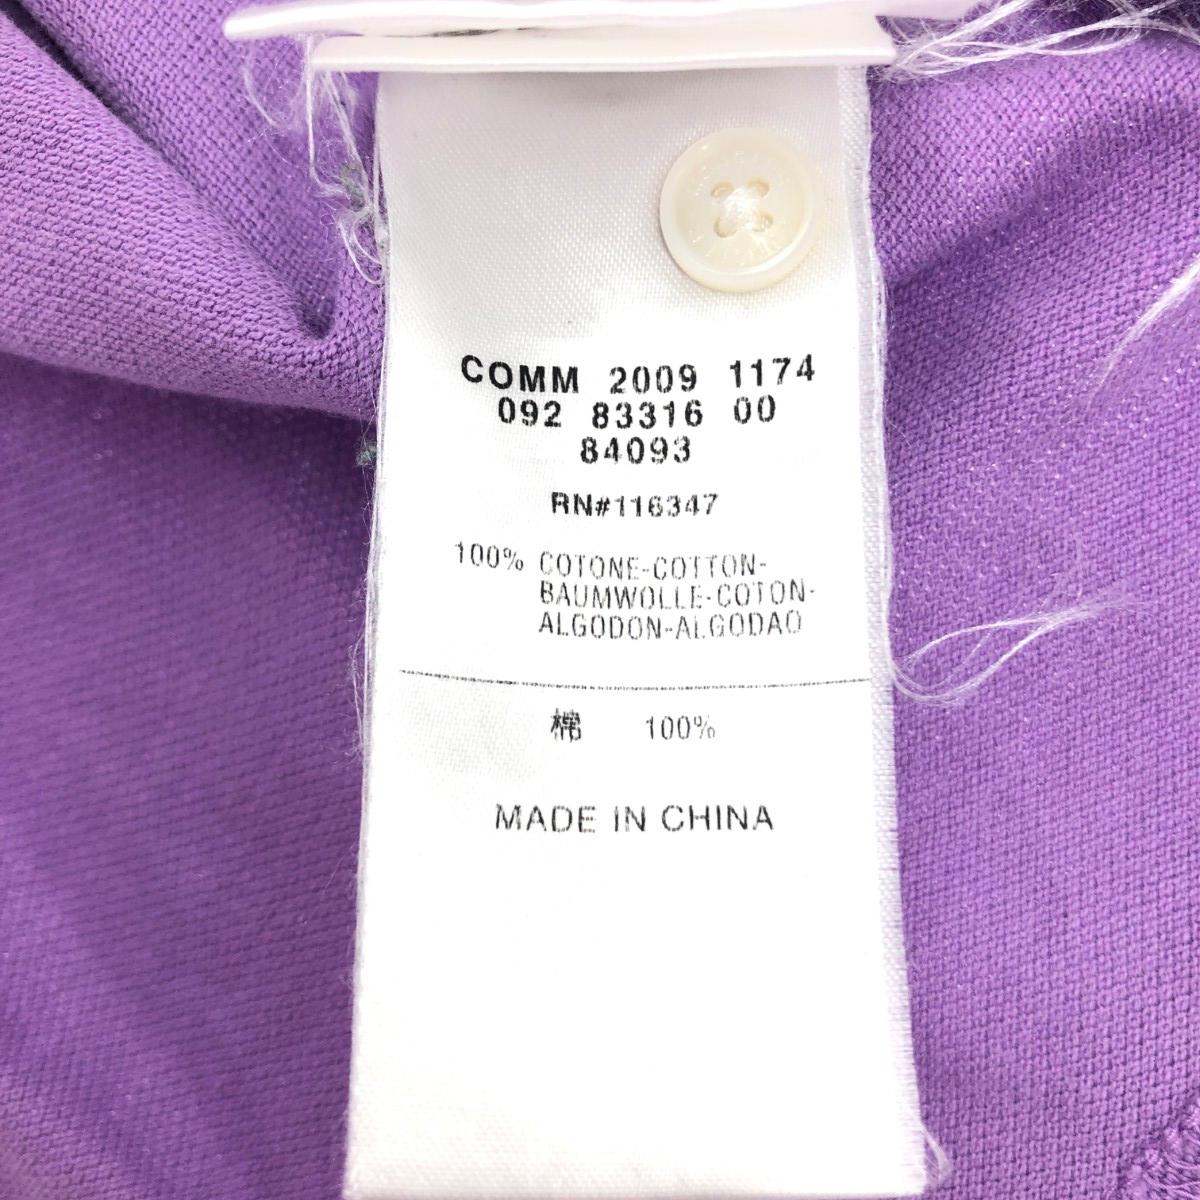 COMM 2009 1174
092 83316 00
84093
RN#116347
100% COTONE-COTTON-
BAUMWOLLE-COTON-
ALGODON-ALGODAO
棉 100%
MADE IN CHINA